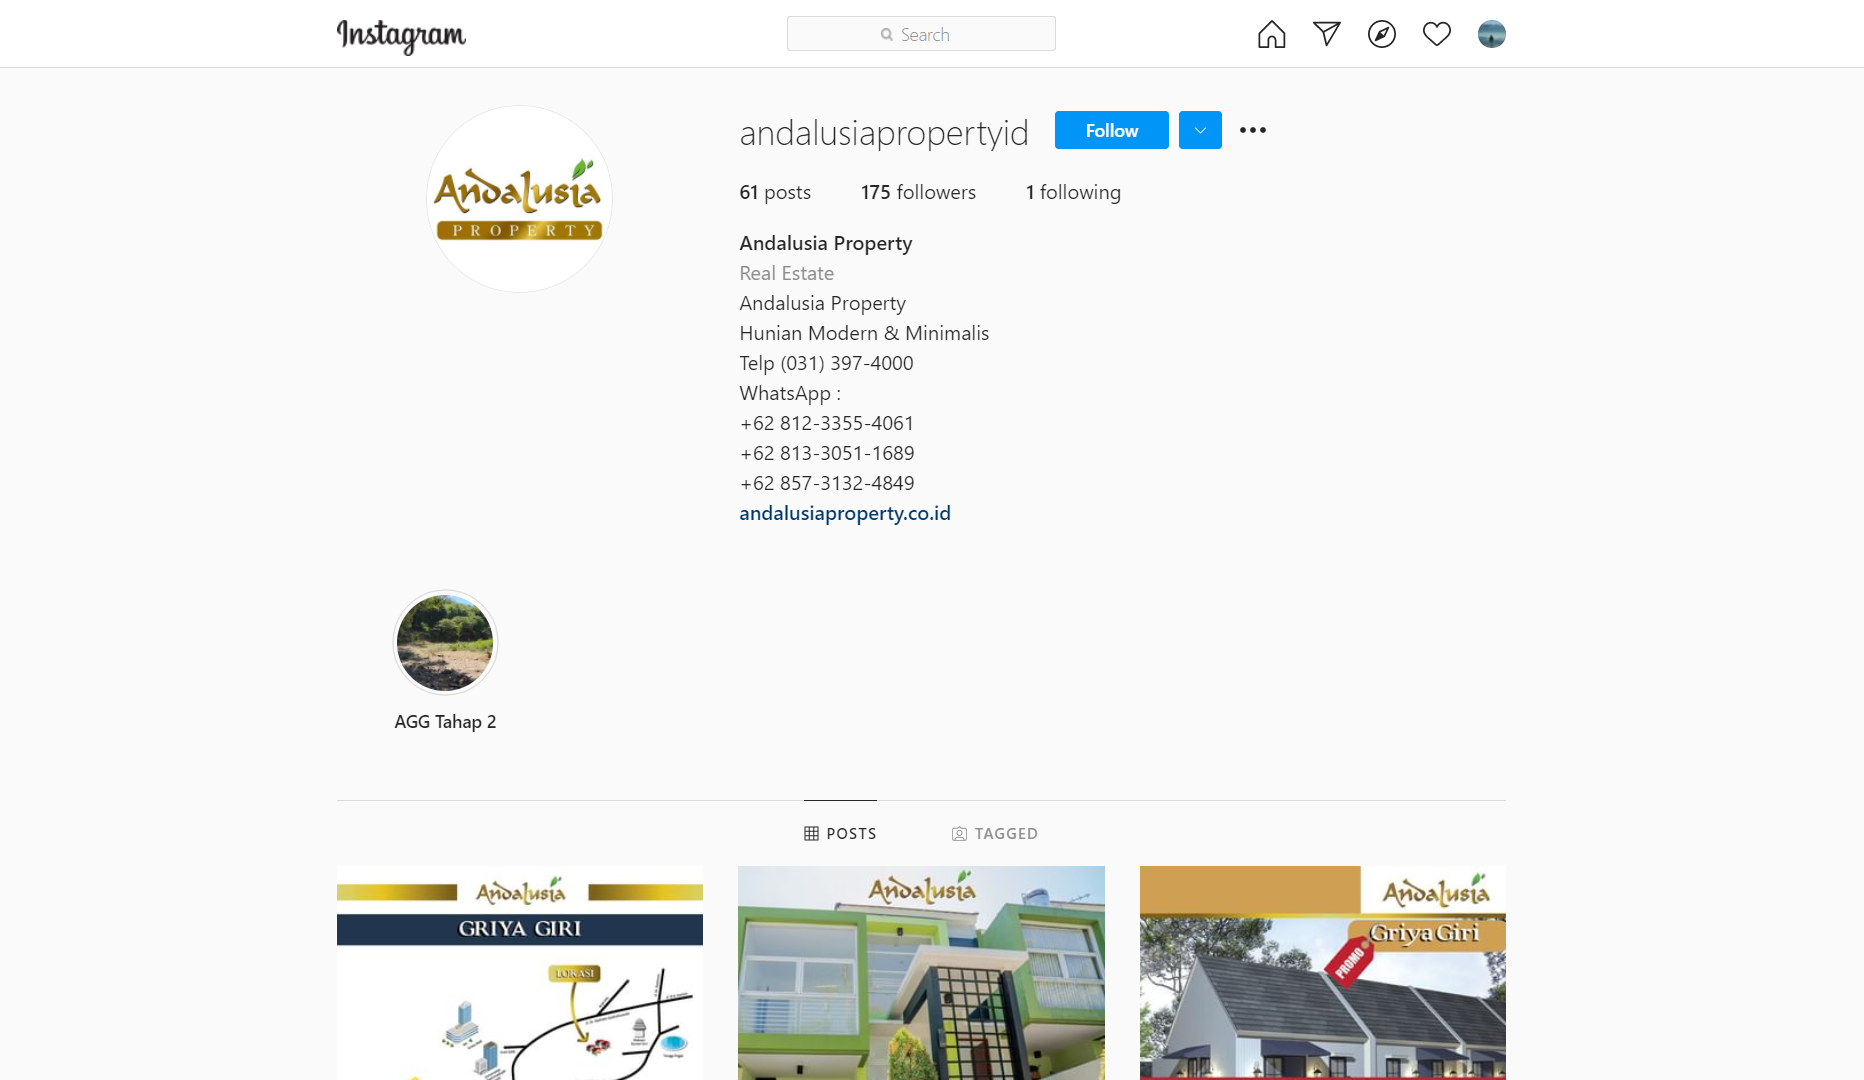 Instagram
Search
andalusiapropertyid
Follow
61 posts
175 followers
1 following
Andalusia
PROPERTY
Andalusia Property
Real Estate
Andalusia Property
Hunian Modern & Minimalis
Telp (031) 397-4000
WhatsApp :
+62 812-3355-4061
+62 813-3051-1689
+62 857-3132-4849
andalusiaproperty.co.id
AGG Tahap 2
POSTS
TAGGED
Andalusia
GRIYA GIRI
LOKASI
Andalusia
Andalusia
Griya Giri
PROMO